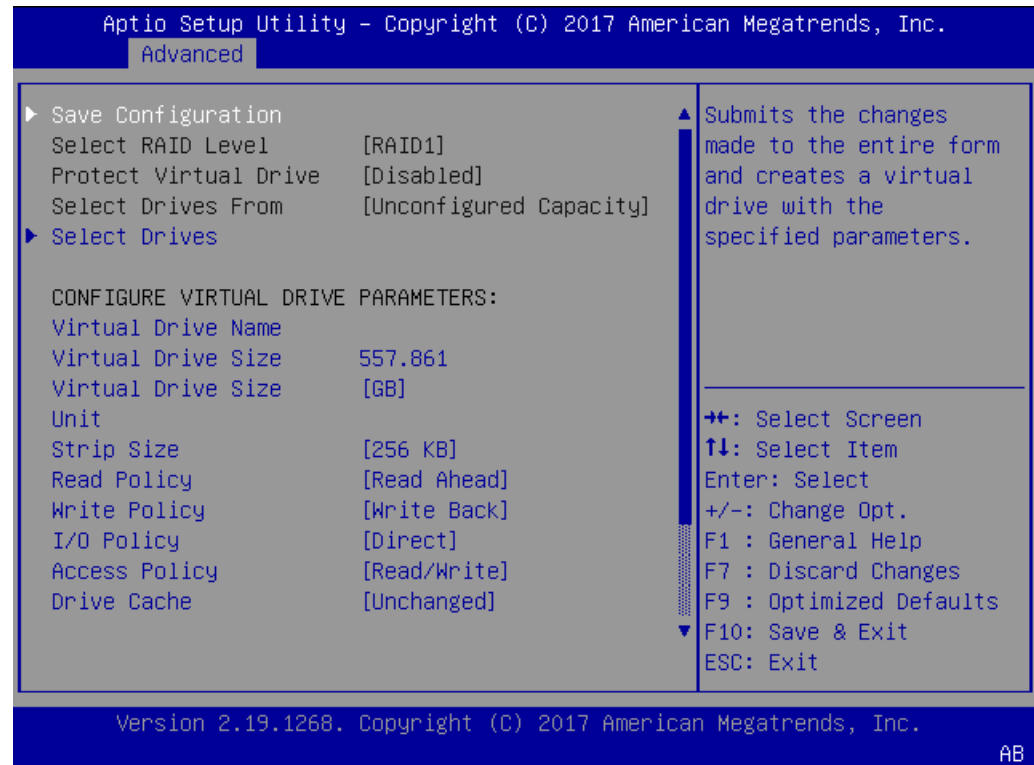 Aptio Setup Utility – Copyright (C) 2017 American Megatrends, Inc.
Advanced
Save Configuration
Select RAID Level [RAID1]
Protect Virtual Drive [Disabled]
Select Drives From [Unconfigured Capacity]
Select Drives
CONFIGURE VIRTUAL DRIVE PARAMETERS:
Virtual Drive Name
Virtual Drive Size 557.861
Virtual Drive Size [GB]
Unit
Strip Size [256 KB]
Read Policy [Read Ahead]
Write Policy [Write Back]
I/O Policy [Direct]
Access Policy [Read/Write]
Drive Cache [Unchanged]
Submits the changes
made to the entire form
and creates a virtual
drive with the
specified parameters.
→←: Select Screen
↑↓: Select Item
Enter: Select
+/-: Change Opt.
F1 : General Help
F7 : Discard Changes
F9 : Optimized Defaults
F10: Save & Exit
ESC: Exit
Version 2.19.1268. Copyright (C) 2017 American Megatrends, Inc.
AB